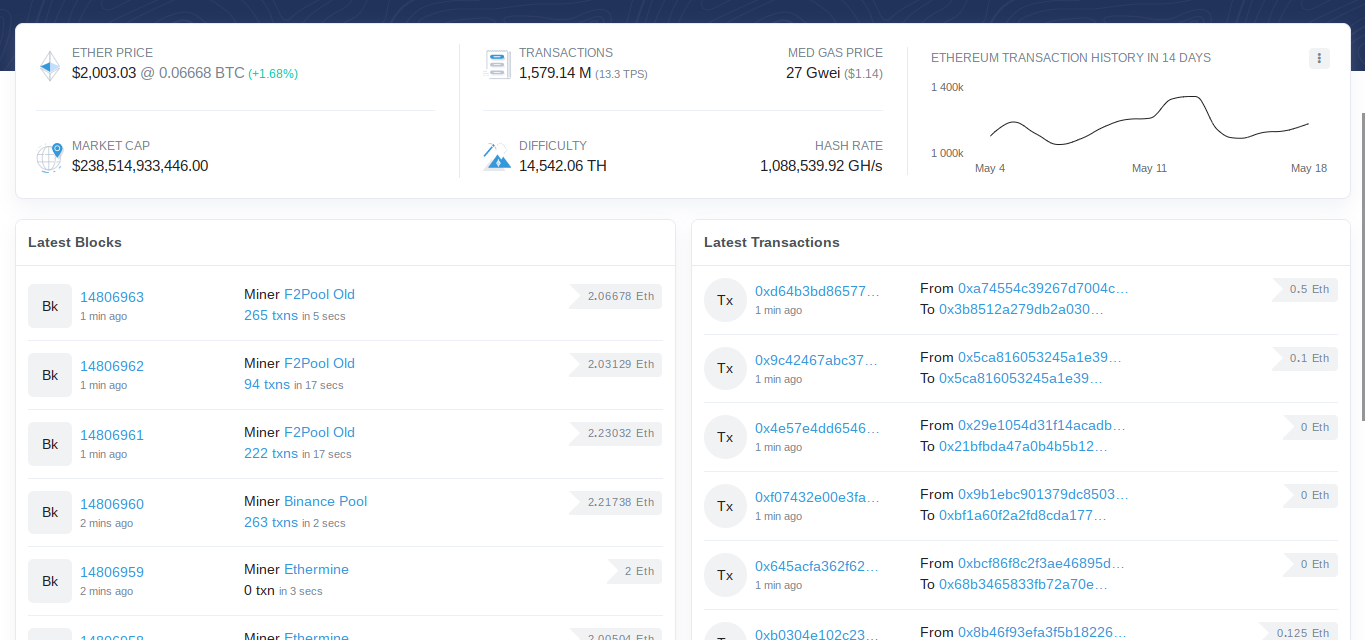 ETHER PRICE
$2,003.03 @ 0.06668 BTC (+1.68%)
MARKET CAP
$238,514,933,446.00
TRANSACTIONS
1,579.14 M (13.3 TPS)
MED GAS PRICE
27 Gwei ($1.14)
DIFFICULTY
14,542.06 TH
HASH RATE
1,088,539.92 GH/s
ETHEREUM TRANSACTION HISTORY IN 14 DAYS
1 400k
1 000k
May 4 May 11 May 18
Latest Blocks
Bk
14806963
1 min ago
Miner F2Pool Old
265 txns in 5 secs
2.06678 Eth
Bk
14806962
1 min ago
Miner F2Pool Old
94 txns in 17 secs
2.03129 Eth
Bk
14806961
1 min ago
Miner F2Pool Old
222 txns in 17 secs
2.23032 Eth
Bk
14806960
2 mins ago
Miner Binance Pool
263 txns in 2 secs
2.21738 Eth
Bk
14806959
2 mins ago
Miner Ethermine
0 txn in 3 secs
2 Eth
14806958
Miner Ethermine
2.00504 Eth
Latest Transactions
Tx
0xd64b3bd86577...
1 min ago
From 0xa74554c39267d7004c...
To 0x3b8512a279db2a030...
0.5 Eth
Tx
0x9c42467abc37...
1 min ago
From 0x5ca816053245a1e39...
To 0x5ca816053245a1e39...
0.1 Eth
Tx
0x4e57e4dd6546...
1 min ago
From 0x29e1054d31f14acadb...
To 0x21bfbda47a0b4b5b12...
0 Eth
Tx
0xf07432e00e3fa...
1 min ago
From 0x9b1ebc901379dc8503...
To 0xbf1a60f2a2fd8cda177...
0 Eth
Tx
0x645acfa362f62...
1 min ago
From 0xbcf86f8c2f3ae46895d...
To 0x68b3465833fb72a70e...
0 Eth
Tx
0xb0304e102c23...
From 0x8b46f93efa3f5b18226...
0.125 Eth